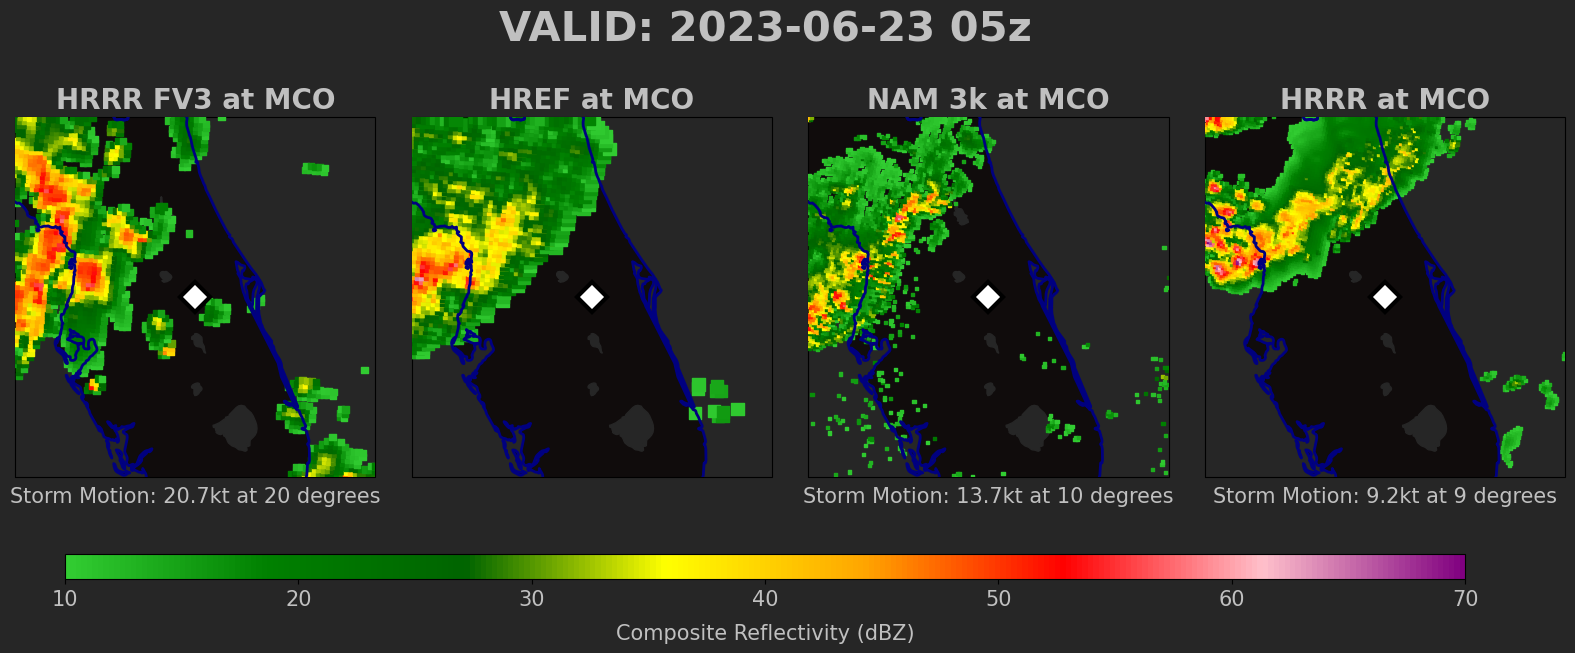 VALID: 2023-06-23 05z
HRRR FV3 at MCO
HREF at MCO
NAM 3k at MCO
HRRR at MCO
Storm Motion: 20.7kt at 20 degrees
Storm Motion: 13.7kt at 10 degrees
Storm Motion: 9.2kt at 9 degrees
10 20 30 40 50 60 70
Composite Reflectivity (dBZ)